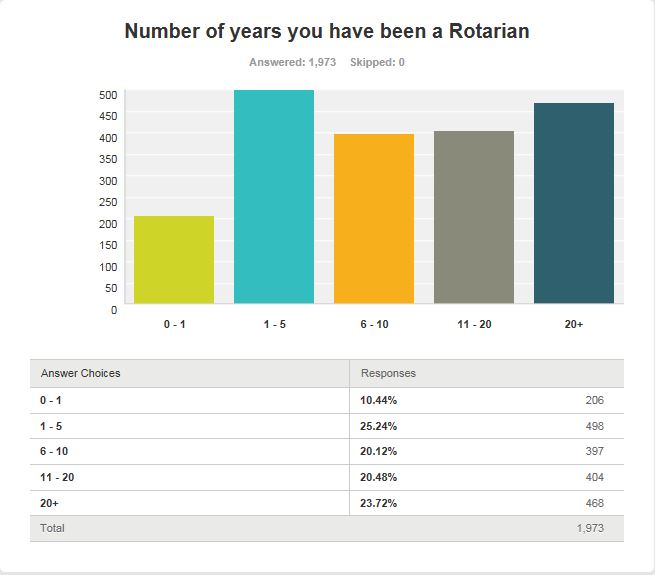 Number of years you have been a Rotarian
Answered: 1,973 Skipped: 0
500
450
400
350
300
250
200
150
100
50
0
0 - 1 1 - 5 6 - 10 11 - 20 20+
Answer Choices Responses
0 - 1 10.44% 206
1 - 5 25.24% 498
6 - 10 20.12% 397
11 - 20 20.48% 404
20+ 23.72% 468
Total 1,973